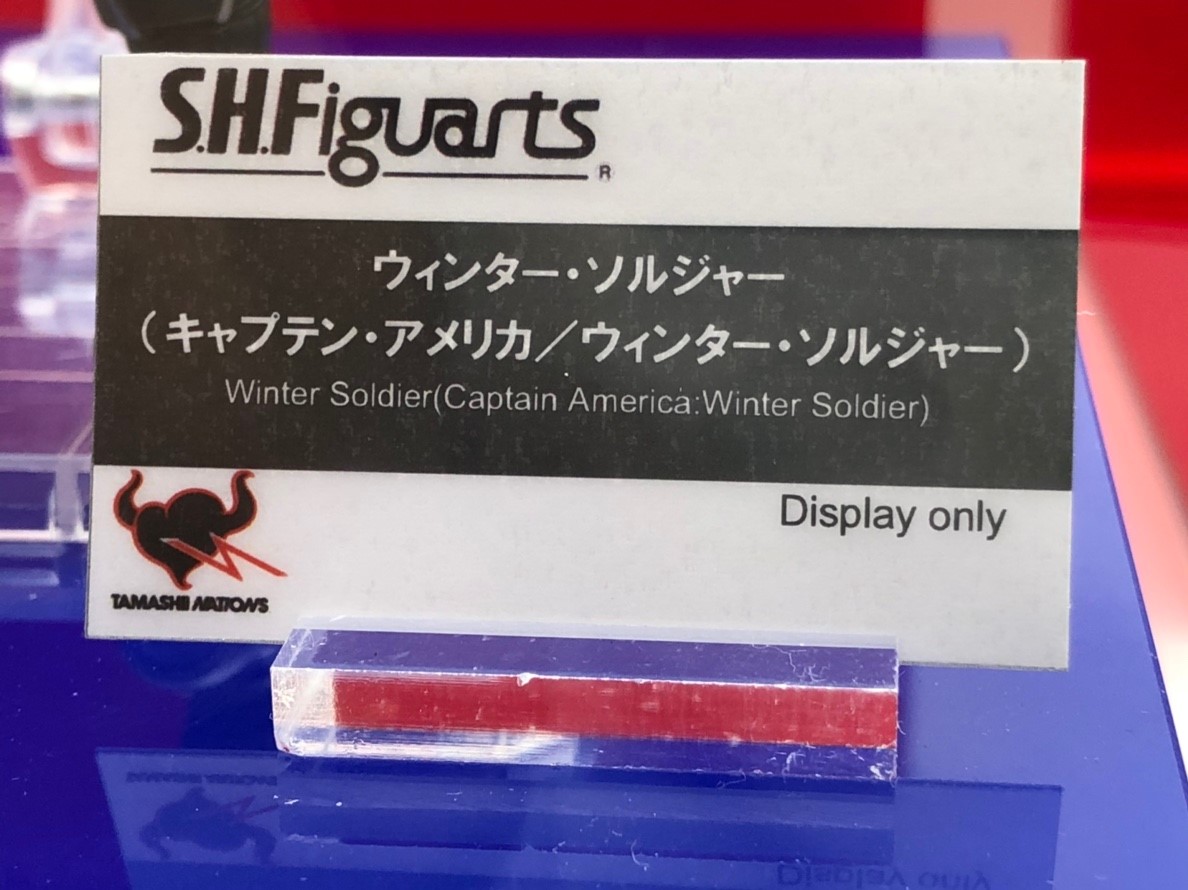 S.H.Figuarts®
ウィンター・ソルジャー
（キャプテン・アメリカ／ウィンター・ソルジャー）
Winter Soldier(Captain America:Winter Soldier)
Display only
TAMASHII NATIONS